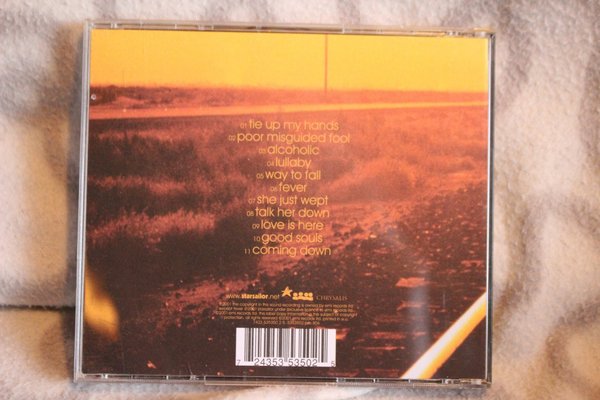 01 tie up my hands
02 poor misguided fool
03 alcoholic
04 lullaby
05 way to fall
06 fever
07 she just wept
08 talk her down
09 love is here
10 good souls
11 coming down
www.starsailor.net CHRYSALIS
7 24353 53502 5